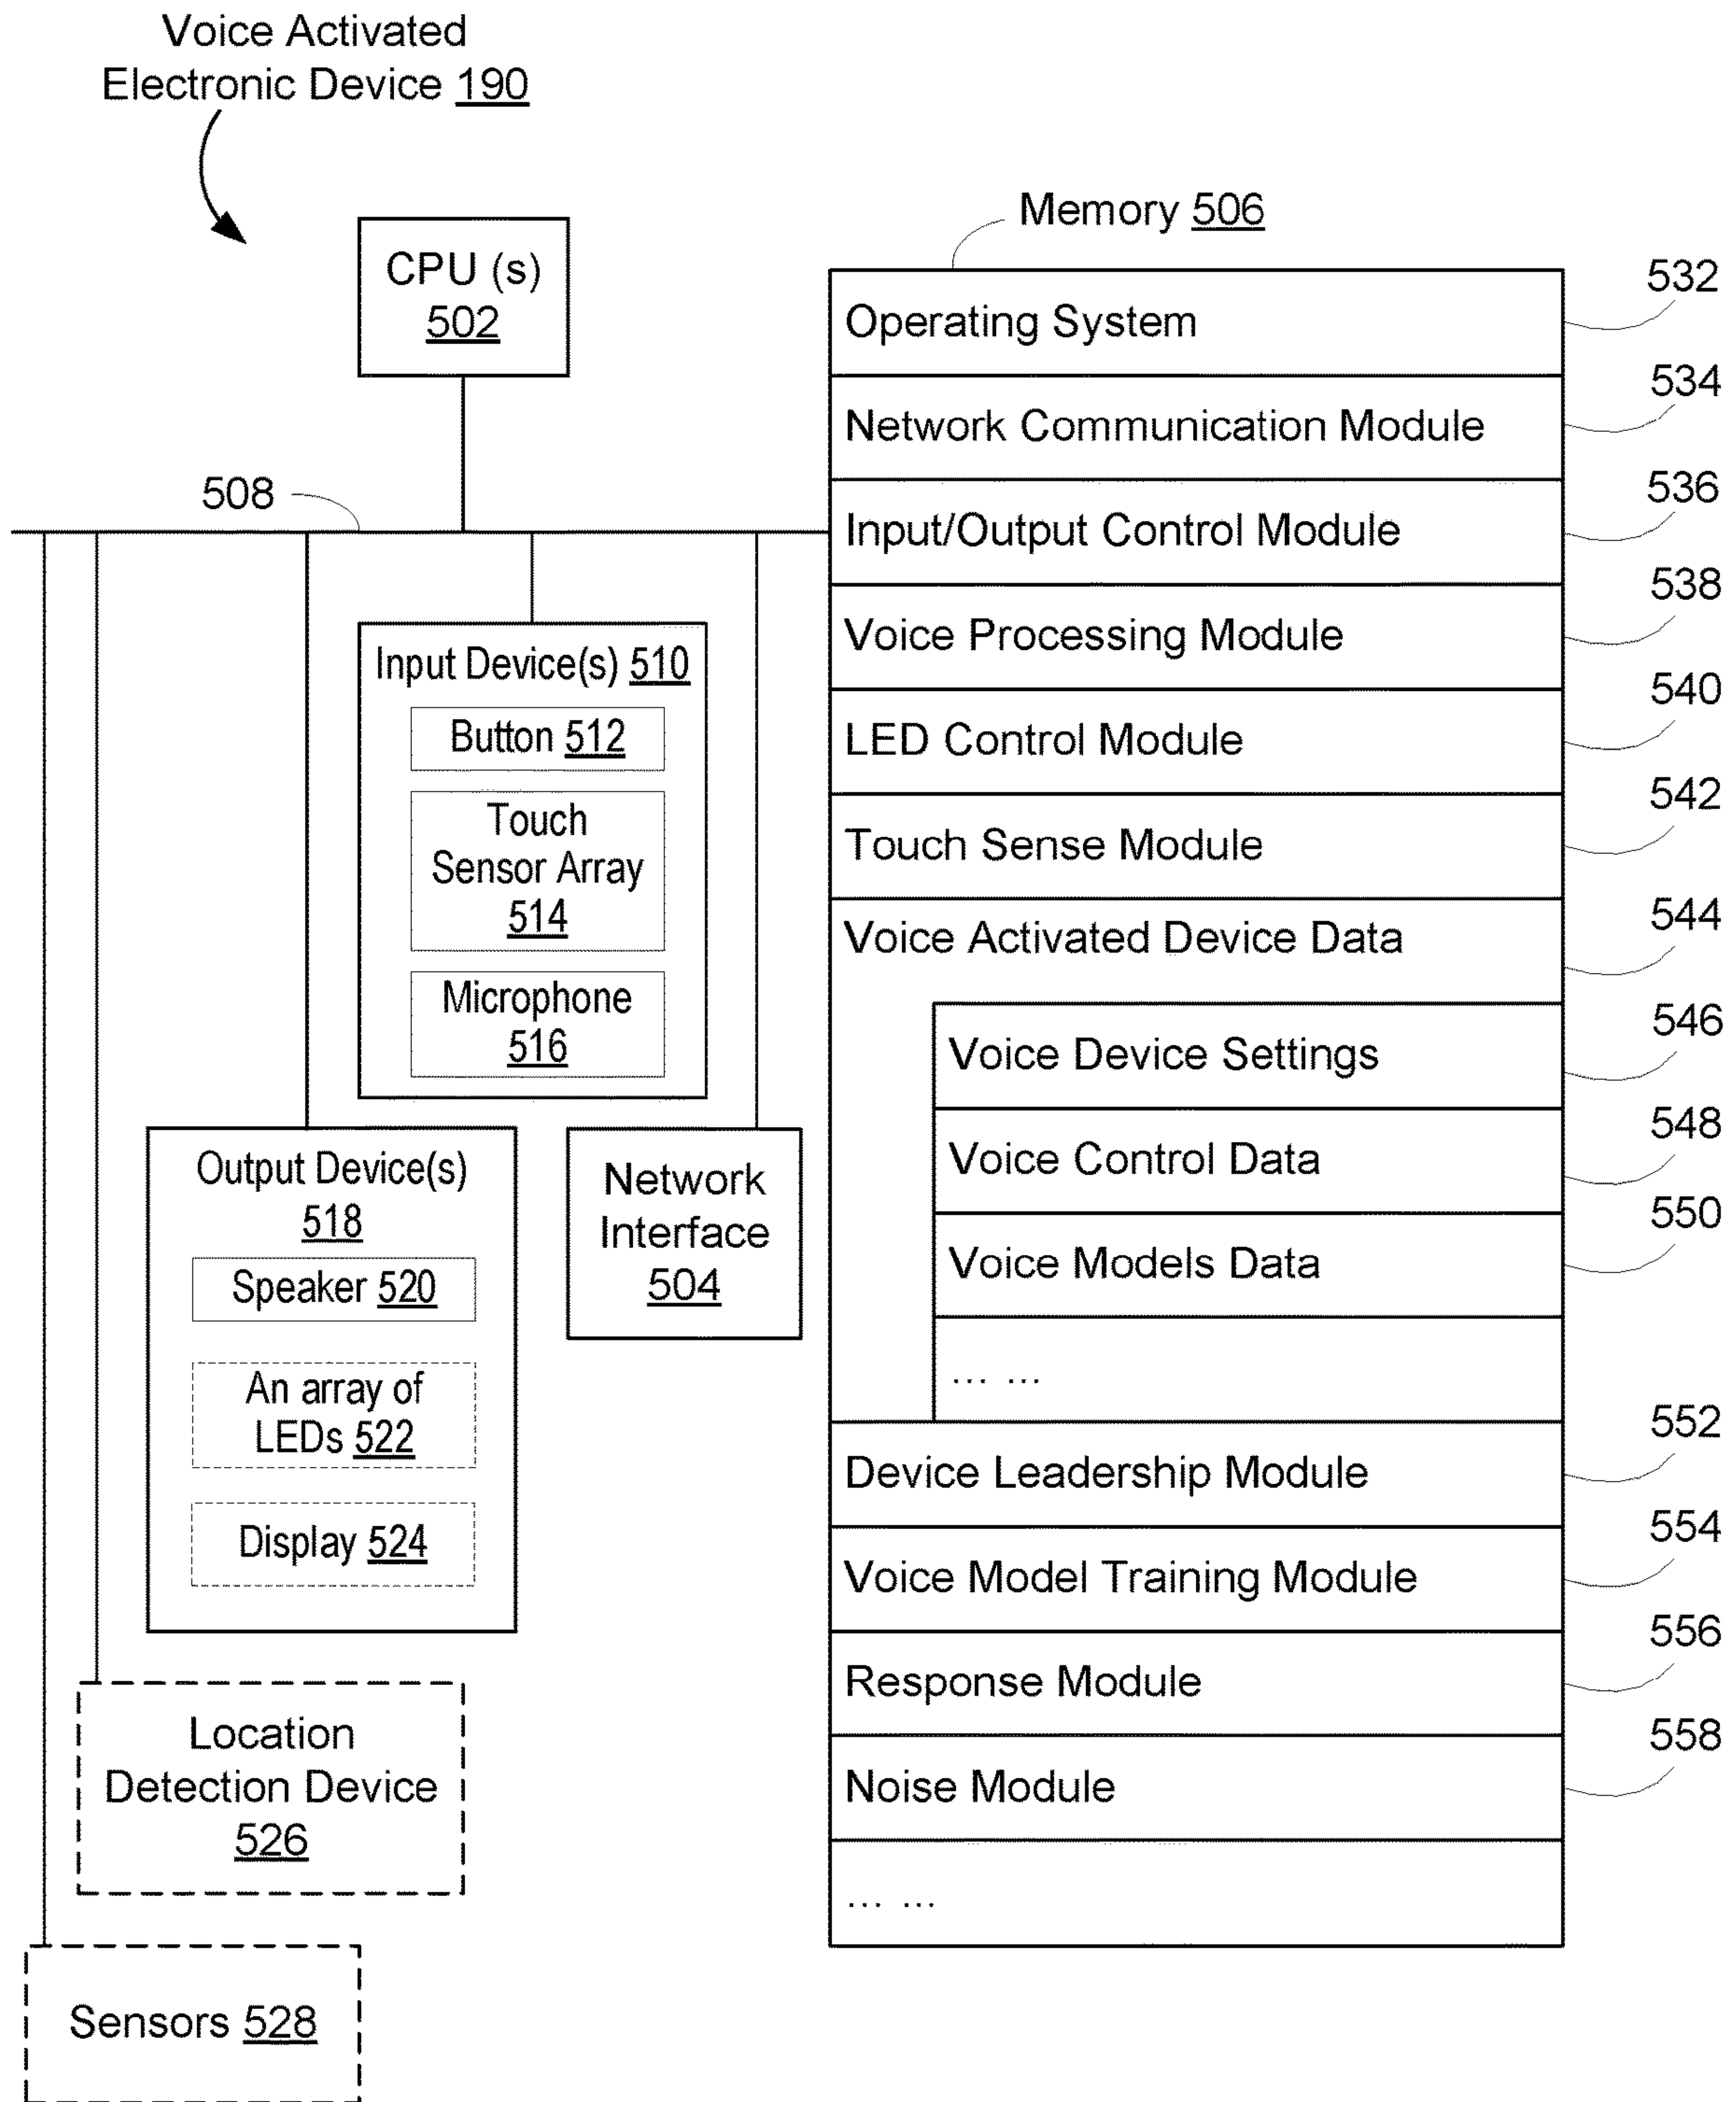 Voice Activated
Electronic Device 190
CPU (s)
502
508
Input Device(s) 510
Button 512
Touch
Sensor Array
514
Microphone
516
Output Device(s)
518
Speaker 520
An array of
LEDs 522
Display 524
Network
Interface
504
Location
Detection Device
526
Sensors 528
Memory 506
Operating System
532
Network Communication Module
534
Input/Output Control Module
536
Voice Processing Module
538
LED Control Module
540
Touch Sense Module
542
Voice Activated Device Data
544
Voice Device Settings
546
Voice Control Data
548
Voice Models Data
550
... ...
Device Leadership Module
552
Voice Model Training Module
554
Response Module
556
Noise Module
558
... ...